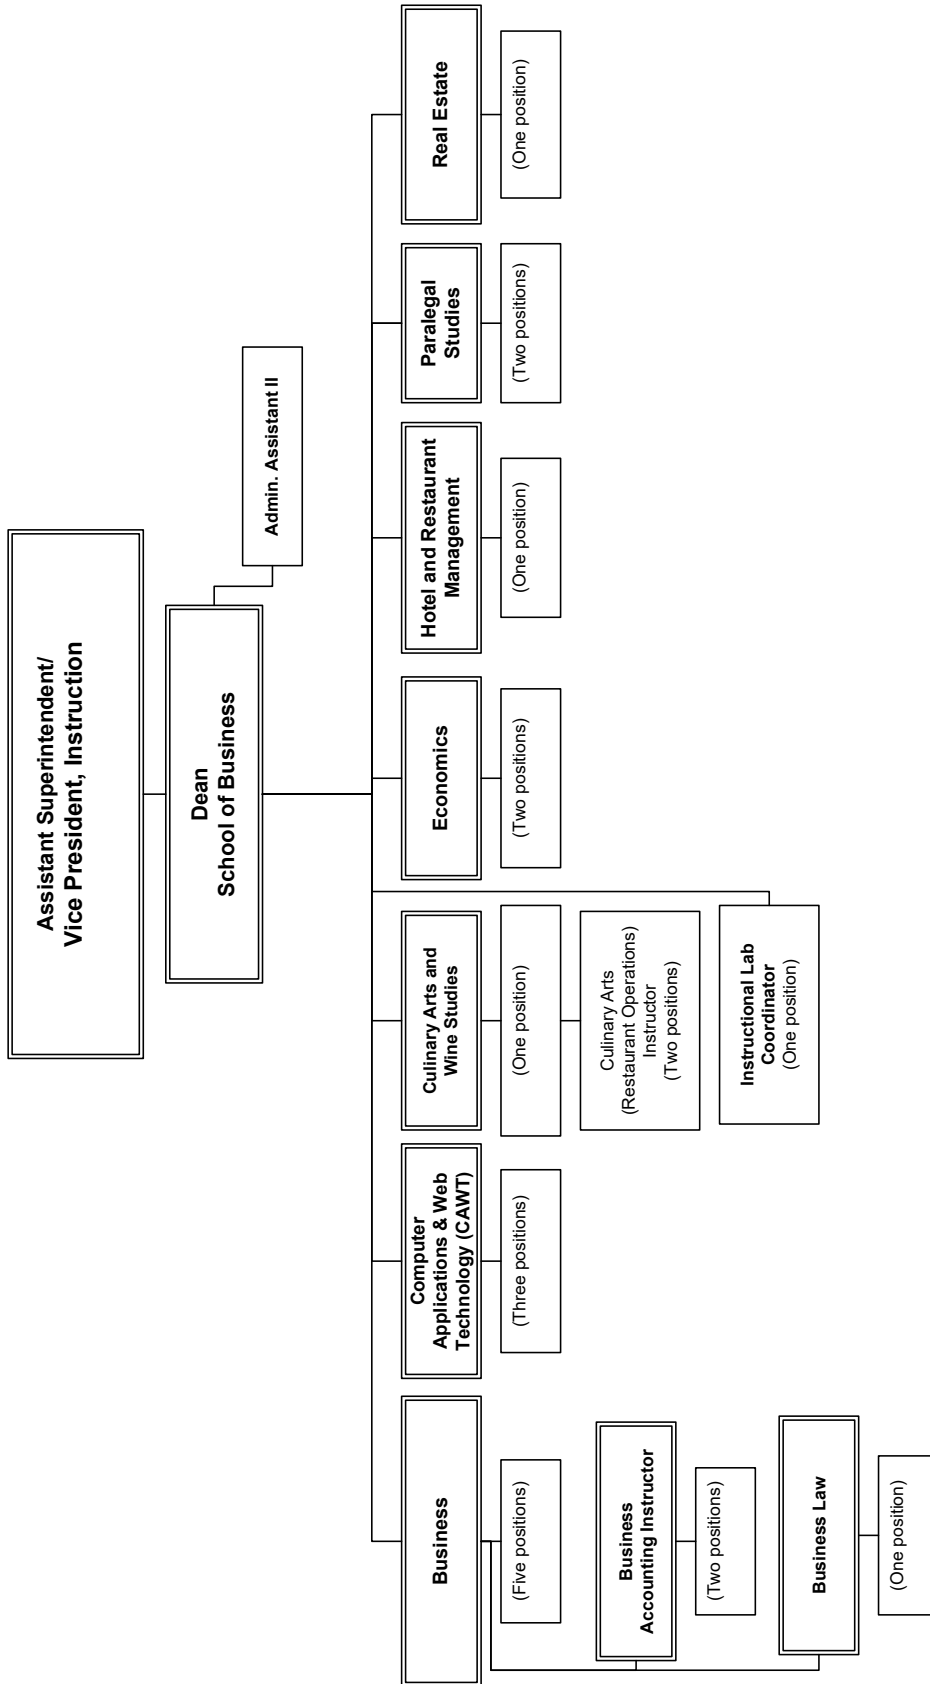 Assistant Superintendent/
Vice President, Instruction
Dean
School of Business
Admin. Assistant II
Business
(Five positions)
Business
Accounting Instructor
(Two positions)
Business Law
(One position)
Computer
Applications & Web
Technology (CAWT)
(Three positions)
Culinary Arts and
Wine Studies
(One position)
Culinary Arts
(Restaurant Operations)
Instructor
(Two positions)
Instructional Lab
Coordinator
(One position)
Economics
(Two positions)
Hotel and Restaurant
Management
(One position)
Paralegal
Studies
(Two positions)
Real Estate
(One position)